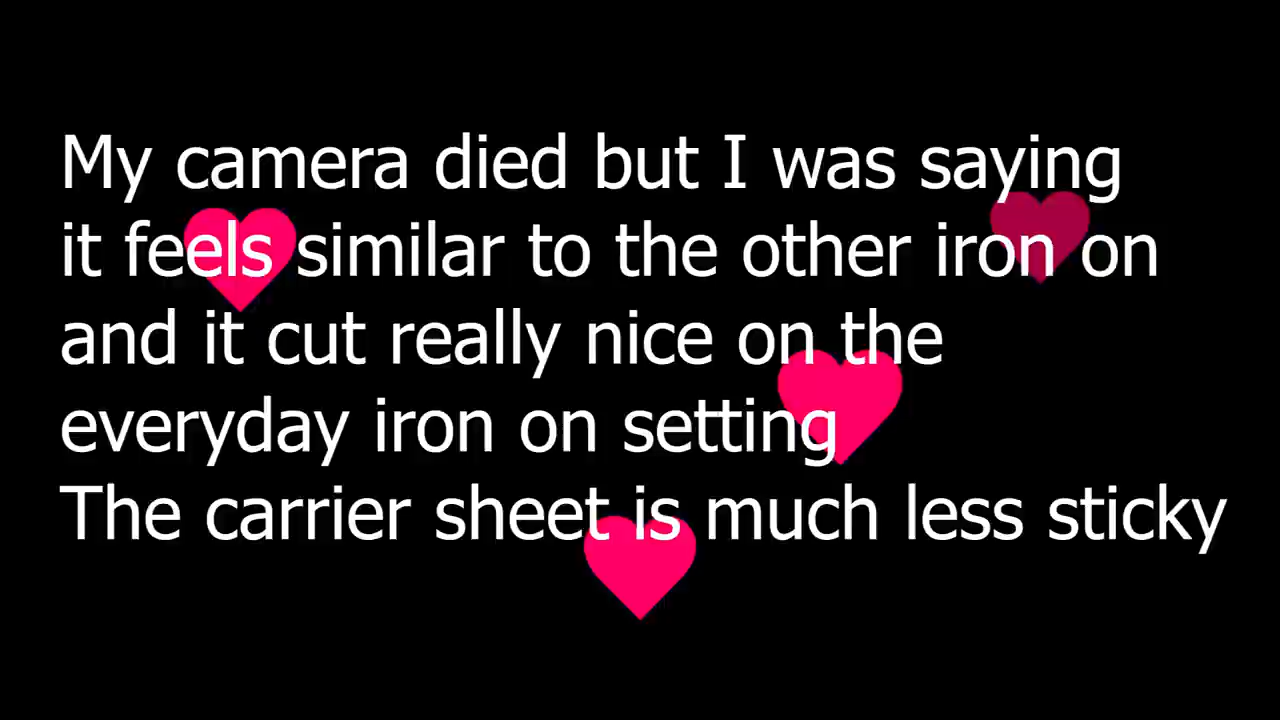 My camera died but I was saying
it feels similar to the other iron on
and it cut really nice on the
everyday iron on setting
The carrier sheet is much less sticky